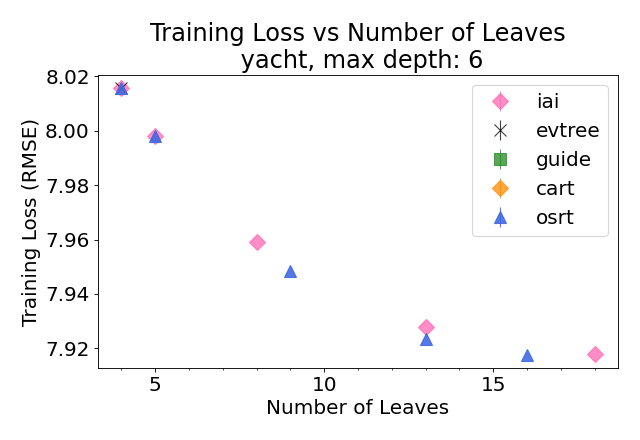 Training Loss vs Number of Leaves
yacht, max depth: 6
Training Loss (RMSE)
8.02
8.00
7.98
7.96
7.94
7.92
iai
evtree
guide
cart
osrt
5
10
15
Number of Leaves